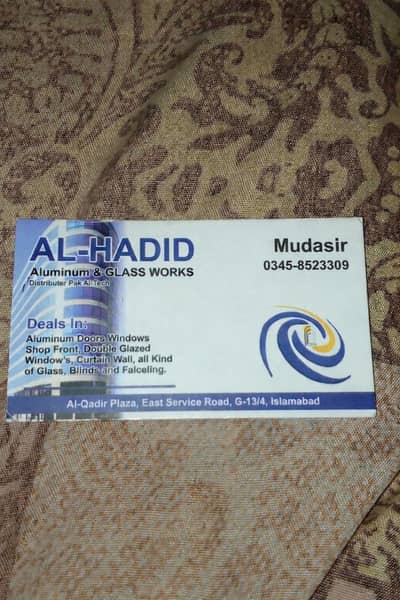 AL-HADID
Aluminum & GLASS WORKS
Distributer Pak Al-Tech
Mudasir
0345-8523309
Deals In:
Aluminum Doors Windows
Shop Front, Double Glazed
Window's, Curtain Wall, all Kind
of Glass, Blinds and Falceling.
Al-Qadir Plaza, East Service Road, G-13/4, Islamabad